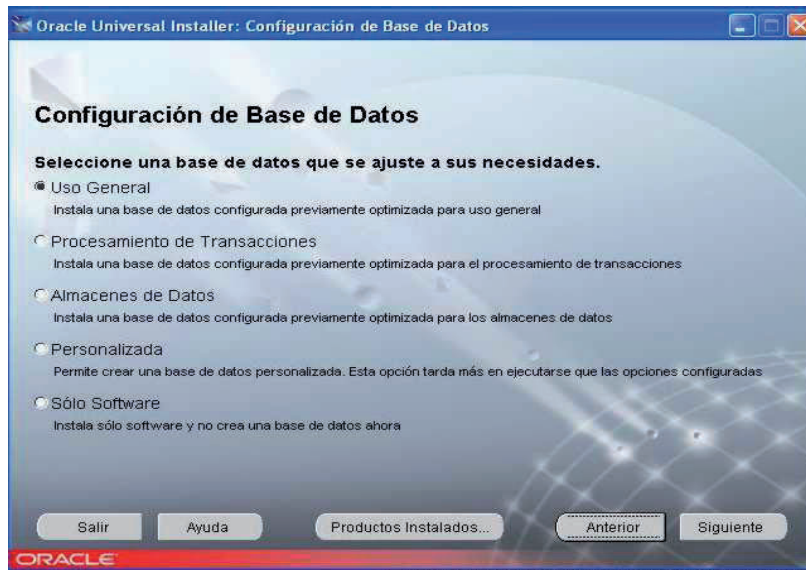 Oracle Universal Installer: Configuración de Base de Datos
Configuración de Base de Datos
Seleccione una base de datos que se ajuste a sus necesidades.
Uso General
Instala una base de datos configurada previamente optimizada para uso general
Procesamiento de Transacciones
Instala una base de datos configurada previamente optimizada para el procesamiento de transacciones
Almacenes de Datos
Instala una base de datos configurada previamente optimizada para los almacenes de datos
Personalizada
Permite crear una base de datos personalizada. Esta opción tarda más en ejecutarse que las opciones configuradas
Sólo Software
Instala sólo software y no crea una base de datos ahora
Salir Ayuda Productos Instalados... Anterior Siguiente
ORACLE